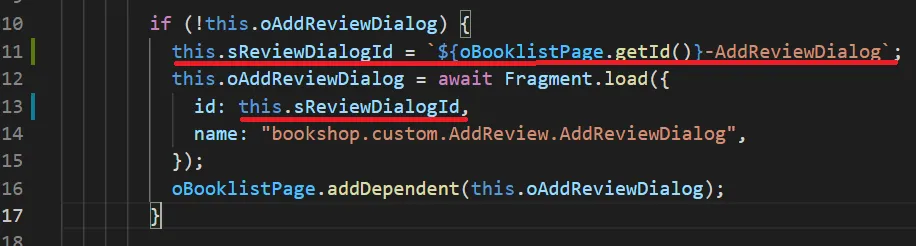 10 if (!this.oAddReviewDialog) {
11 this.sReviewDialogId = `${oBooklistPage.getId()}-AddReviewDialog`;
12 this.oAddReviewDialog = await Fragment.load({
13 id: this.sReviewDialogId,
14 name: "bookshop.custom.AddReview.AddReviewDialog",
15 });
16 oBooklistPage.addDependent(this.oAddReviewDialog);
17 }